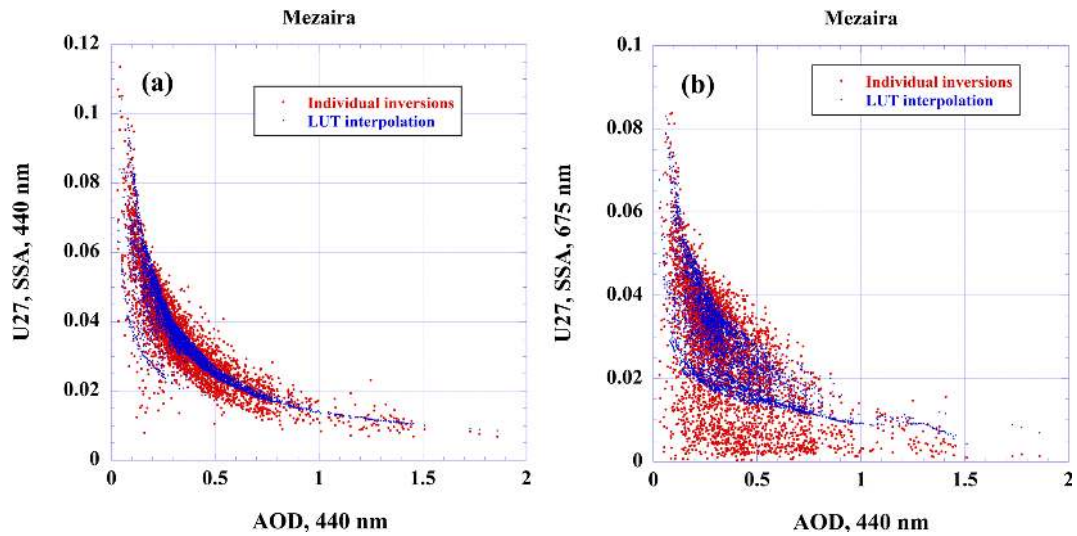 Mezaira
0.12
0.1
0.08
0.06
0.04
0.02
0
(a)
Individual inversions
LUT interpolation
U27, SSA, 440 nm
0
0.5
1
1.5
2
AOD, 440 nm
Mezaira
0.1
0.08
0.06
0.04
0.02
0
(b)
Individual inversions
LUT interpolation
U27, SSA, 675 nm
0
0.5
1
1.5
2
AOD, 440 nm